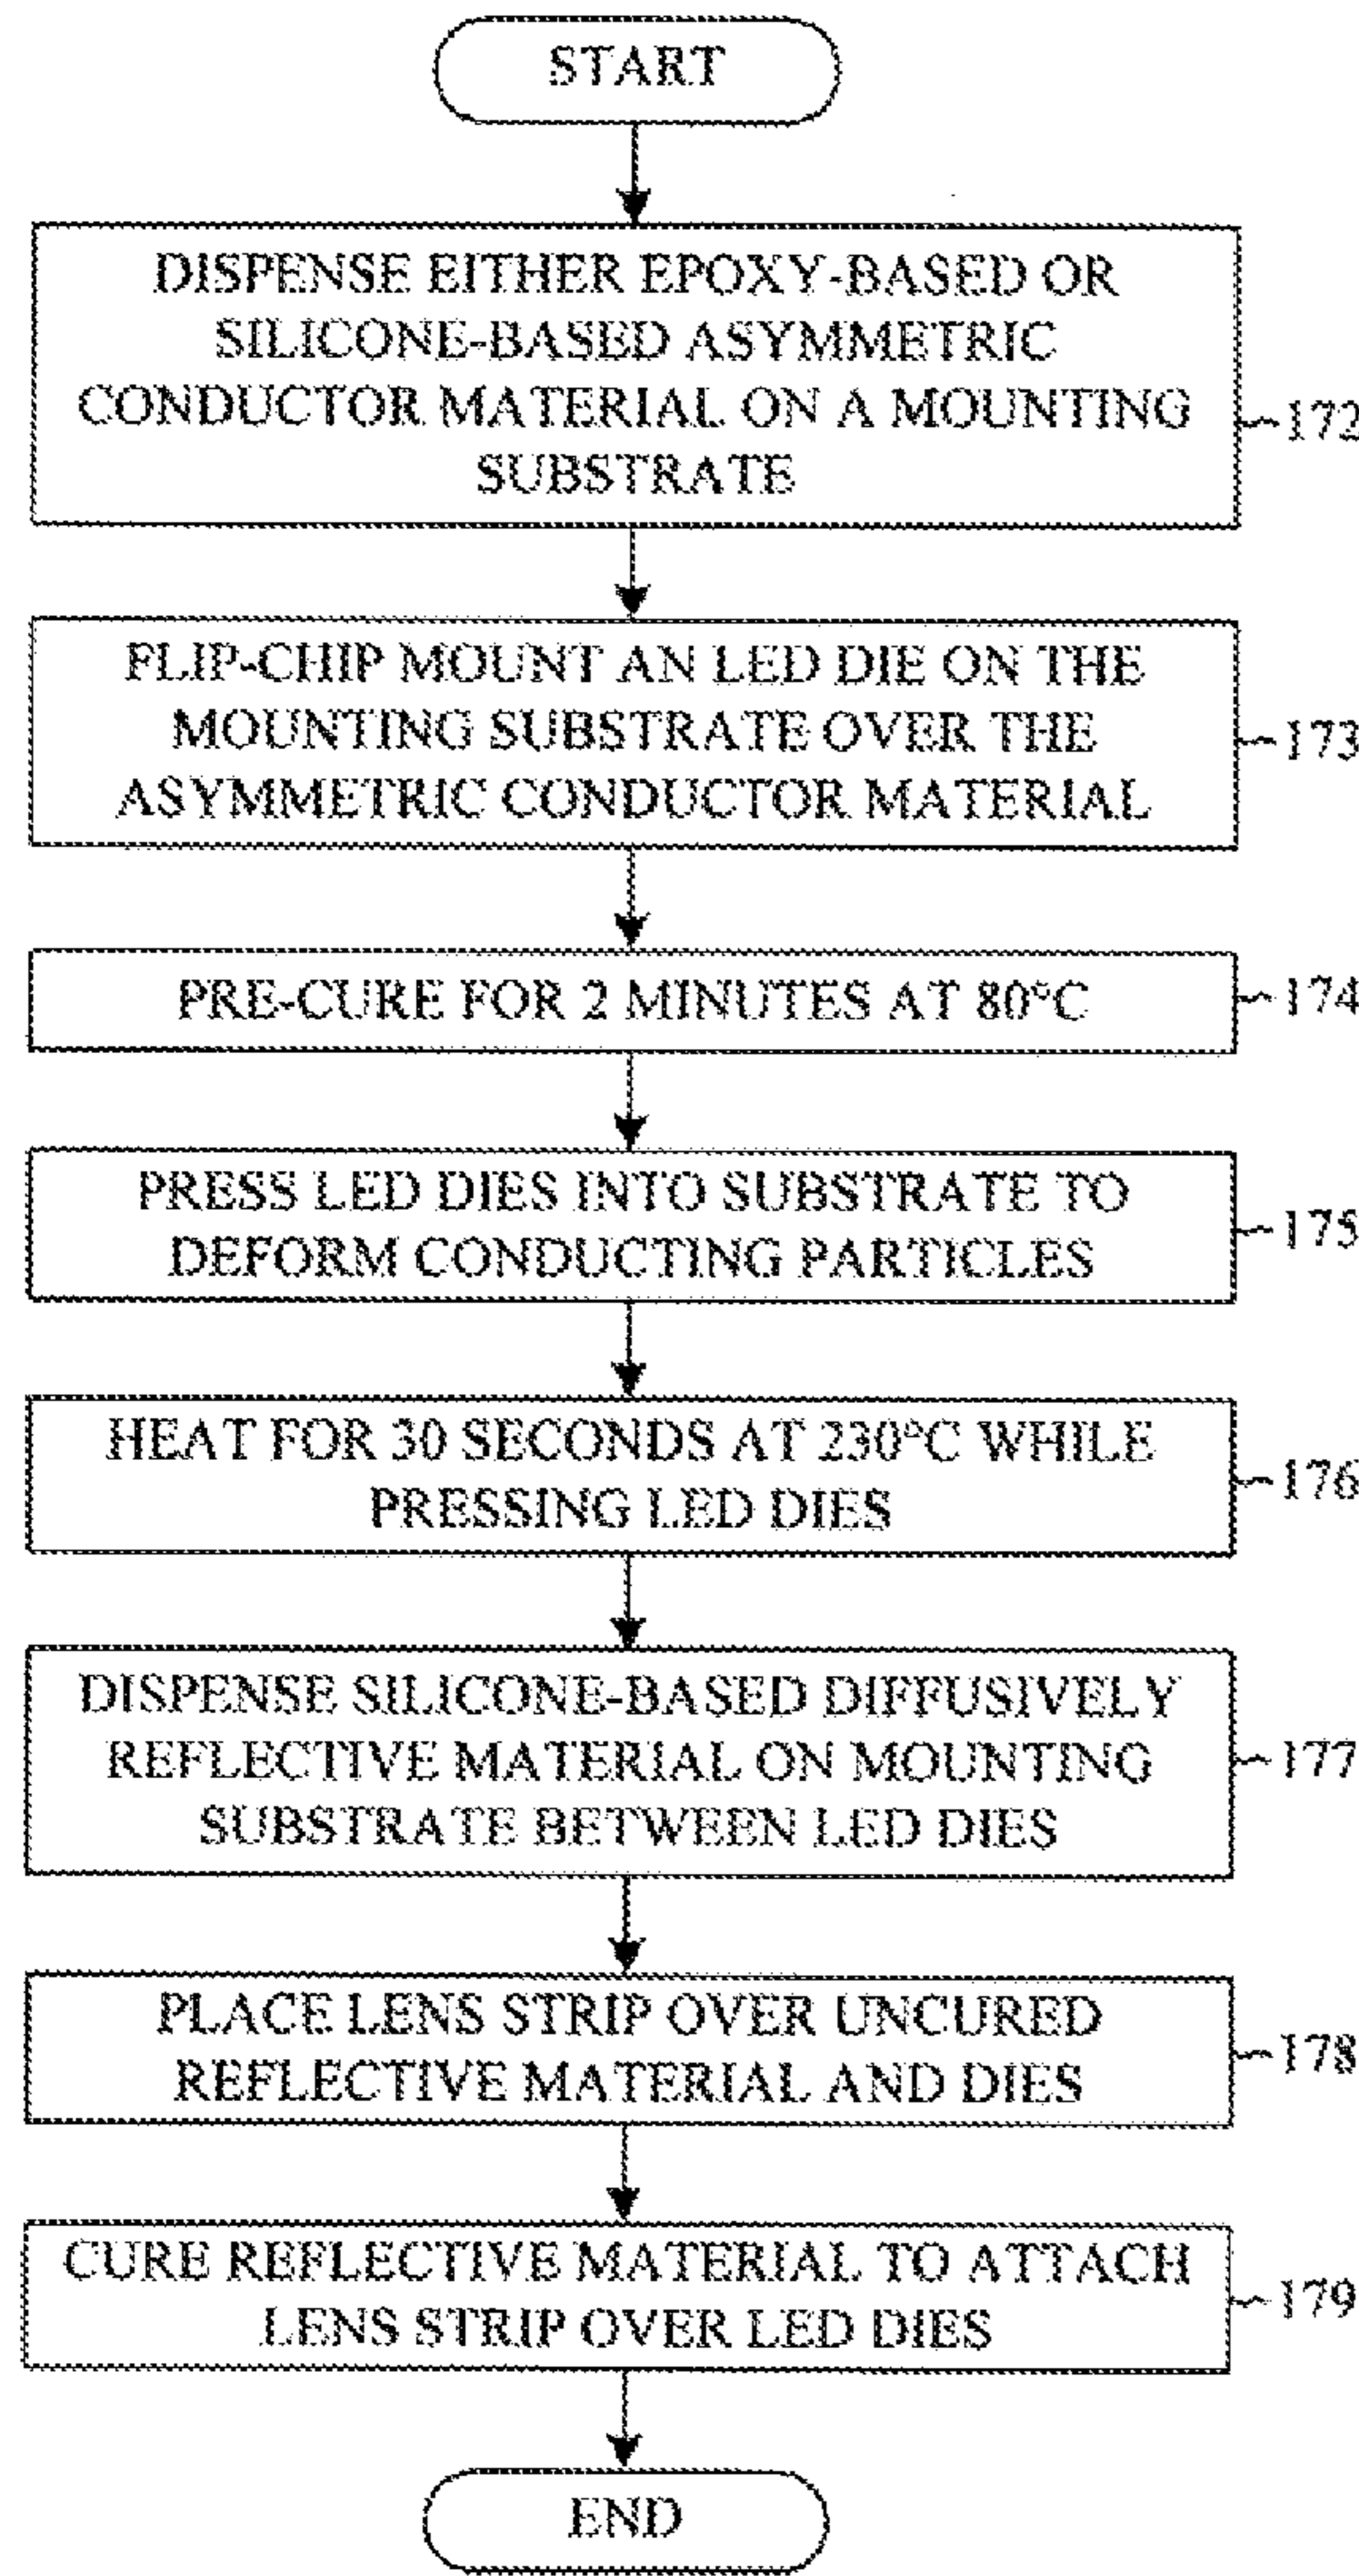 START
DISPENSE EITHER EPOXY-BASED OR
SILICONE-BASED ASYMMETRIC
CONDUCTOR MATERIAL ON A MOUNTING
SUBSTRATE
172
FLIP-CHIP MOUNT AN LED DIE ON THE
MOUNTING SUBSTRATE OVER THE
ASYMMETRIC CONDUCTOR MATERIAL
173
PRE-CURE FOR 2 MINUTES AT 80°C
174
PRESS LED DIES INTO SUBSTRATE TO
DEFORM CONDUCTING PARTICLES
175
HEAT FOR 30 SECONDS AT 230°C WHILE
PRESSING LED DIES
176
DISPENSE SILICONE-BASED DIFFUSIVELY
REFLECTIVE MATERIAL ON MOUNTING
SUBSTRATE BETWEEN LED DIES
177
PLACE LENS STRIP OVER UNCURED
REFLECTIVE MATERIAL AND DIES
178
CURE REFLECTIVE MATERIAL TO ATTACH
LENS STRIP OVER LED DIES
179
END